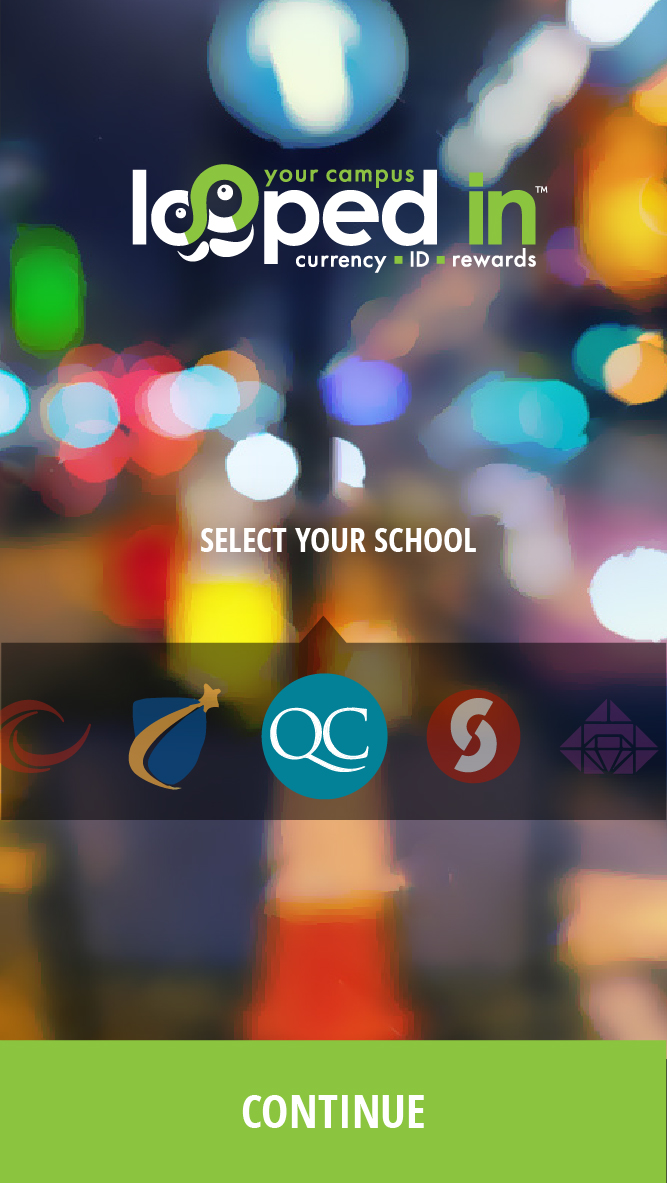 your campus
looped in™
currency ▪ ID ▪ rewards
SELECT YOUR SCHOOL
QC
S
CONTINUE